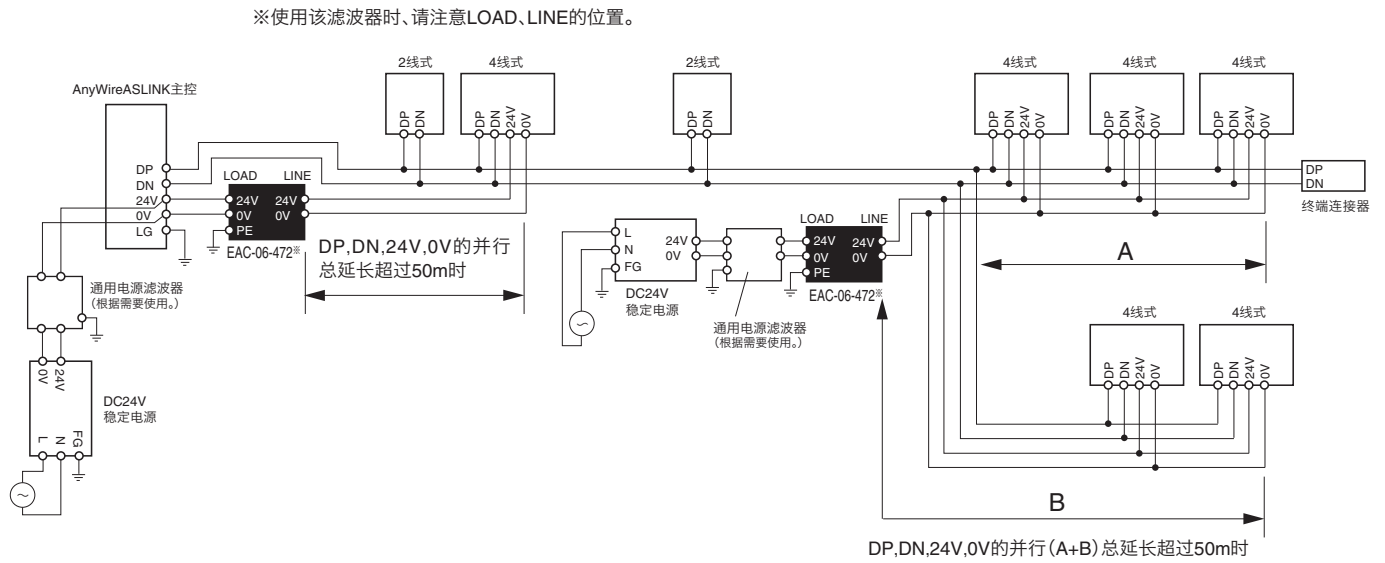 ※使用该滤波器时、请注意LOAD、LINE的位置。
2线式
4线式
2线式
4线式
4线式
4线式
AnyWireASLINK主控
DP
DN
DP
DN
24V
0V
DP
DN
DP
DN
24V
0V
DP
DN
24V
0V
DP
DN
24V
0V
DP
DN
24V
0V
LG
LOAD
LINE
24V
24V
0V
0V
PE
EAC-06-472※
DP,DN,24V,0V的并行
总延长超过50m时
DP
DN
终端连接器
L
N
FG
24V
0V
DC24V
稳定电源
LOAD
LINE
24V
24V
0V
0V
PE
EAC-06-472※
A
通用电源滤波器
（根据需要使用。）
通用电源滤波器
（根据需要使用。）
4线式
4线式
DP
DN
24V
0V
DP
DN
24V
0V
0V
24V
DC24V
稳定电源
L
N
FG
B
DP,DN,24V,0V的并行（A+B）总延长超过50m时